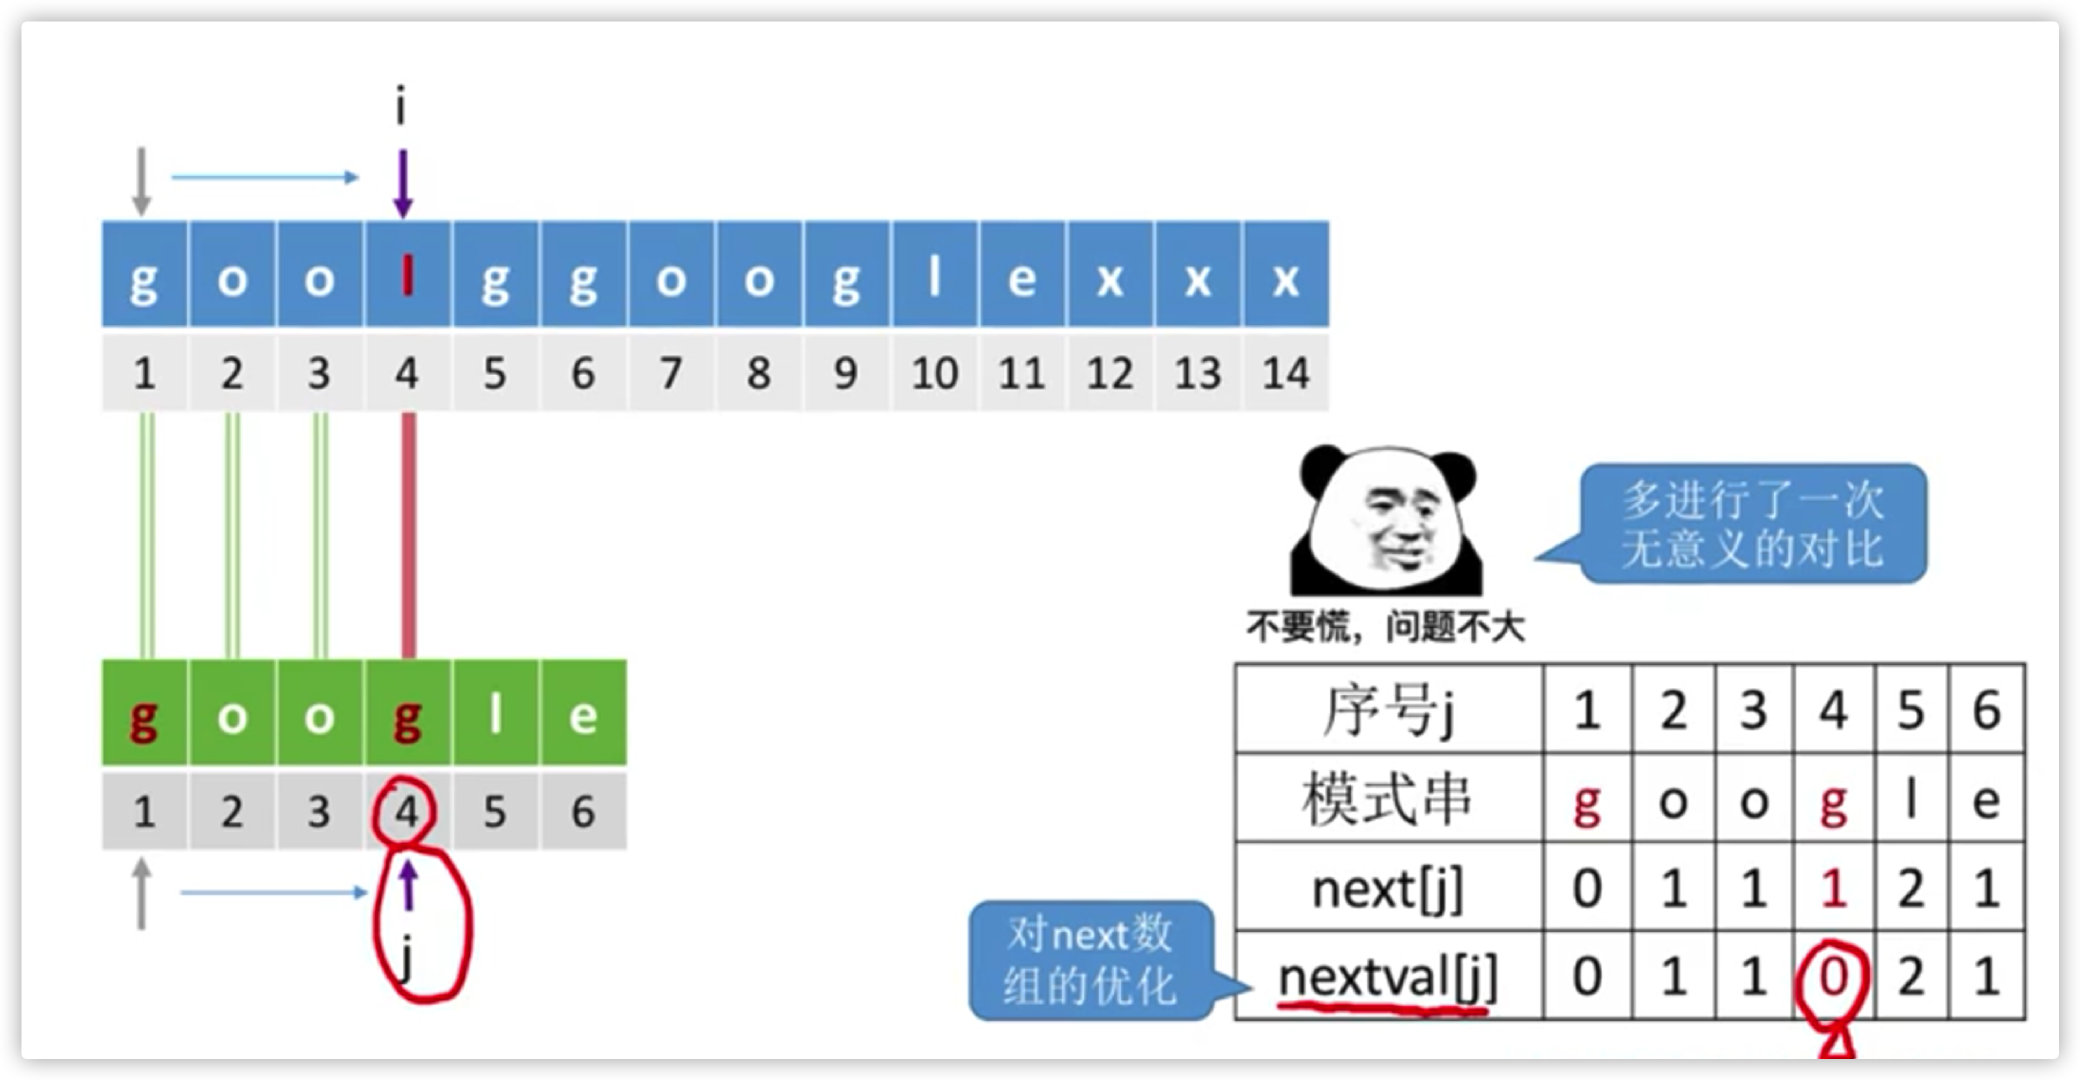 i
g o o l g g o o g l e x x x
1 2 3 4 5 6 7 8 9 10 11 12 13 14
多进行了一次
无意义的对比
不要慌，问题不大
g o o g l e
1 2 3 4 5 6
j
对next数
组的优化
序号j 1 2 3 4 5 6
模式串 g o o g l e
next[j] 0 1 1 1 2 1
nextval[j] 0 1 1 0 2 1